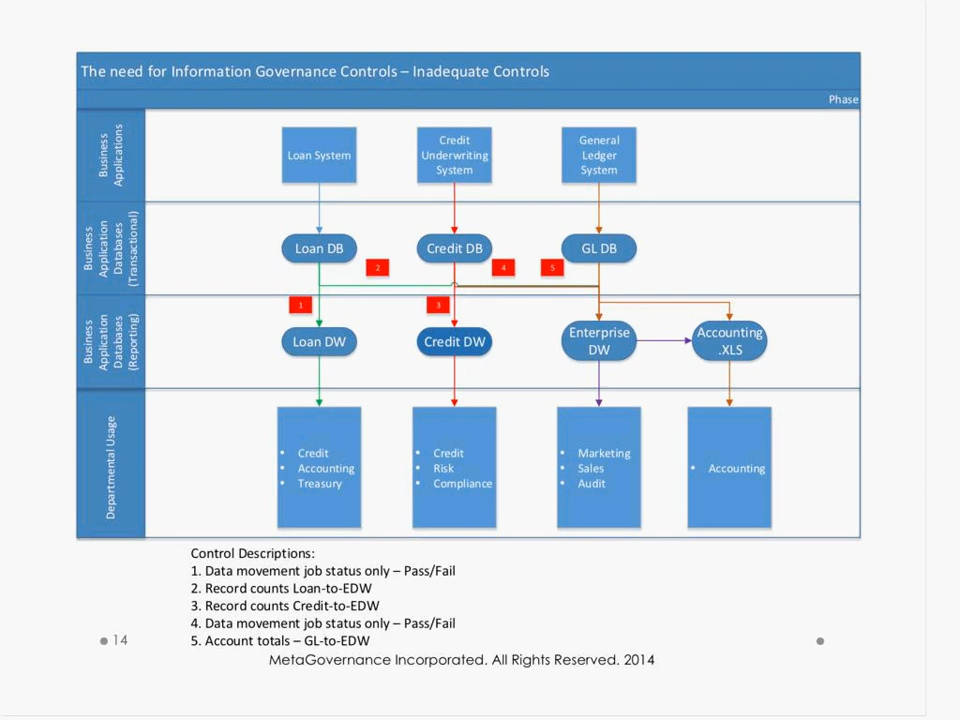 The need for Information Governance Controls – Inadequate Controls
Phase
Business
Applications
Loan System
Credit
Underwriting
System
General
Ledger
System
Business
Application
Databases
(Transactional)
Loan DB
Credit DB
GL DB
2
4
5
1
3
Business
Application
Databases
(Reporting)
Loan DW
Credit DW
Enterprise
DW
Accounting
.XLS
Departmental Usage
• Credit
• Accounting
• Treasury
• Credit
• Risk
• Compliance
• Marketing
• Sales
• Audit
• Accounting
Control Descriptions:
1. Data movement job status only – Pass/Fail
2. Record counts Loan-to-EDW
3. Record counts Credit-to-EDW
4. Data movement job status only – Pass/Fail
5. Account totals – GL-to-EDW
14
MetaGovernance Incorporated. All Rights Reserved. 2014